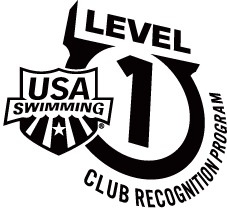 LEVEL
1
USA
SWIMMING®
CLUB RECOGNITION PROGRAM